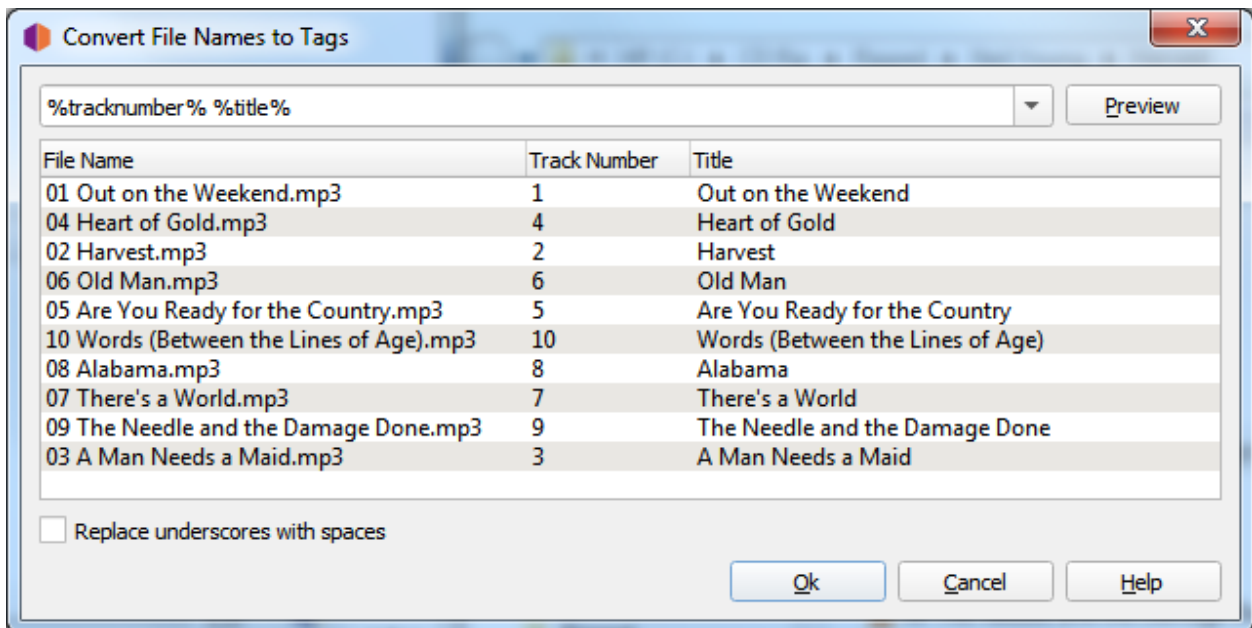 Convert File Names to Tags
%tracknumber% %title%
Preview
File Name Track Number Title
01 Out on the Weekend.mp3 1 Out on the Weekend
04 Heart of Gold.mp3 4 Heart of Gold
02 Harvest.mp3 2 Harvest
06 Old Man.mp3 6 Old Man
05 Are You Ready for the Country.mp3 5 Are You Ready for the Country
10 Words (Between the Lines of Age).mp3 10 Words (Between the Lines of Age)
08 Alabama.mp3 8 Alabama
07 There's a World.mp3 7 There's a World
09 The Needle and the Damage Done.mp3 9 The Needle and the Damage Done
03 A Man Needs a Maid.mp3 3 A Man Needs a Maid
Replace underscores with spaces
Ok Cancel Help